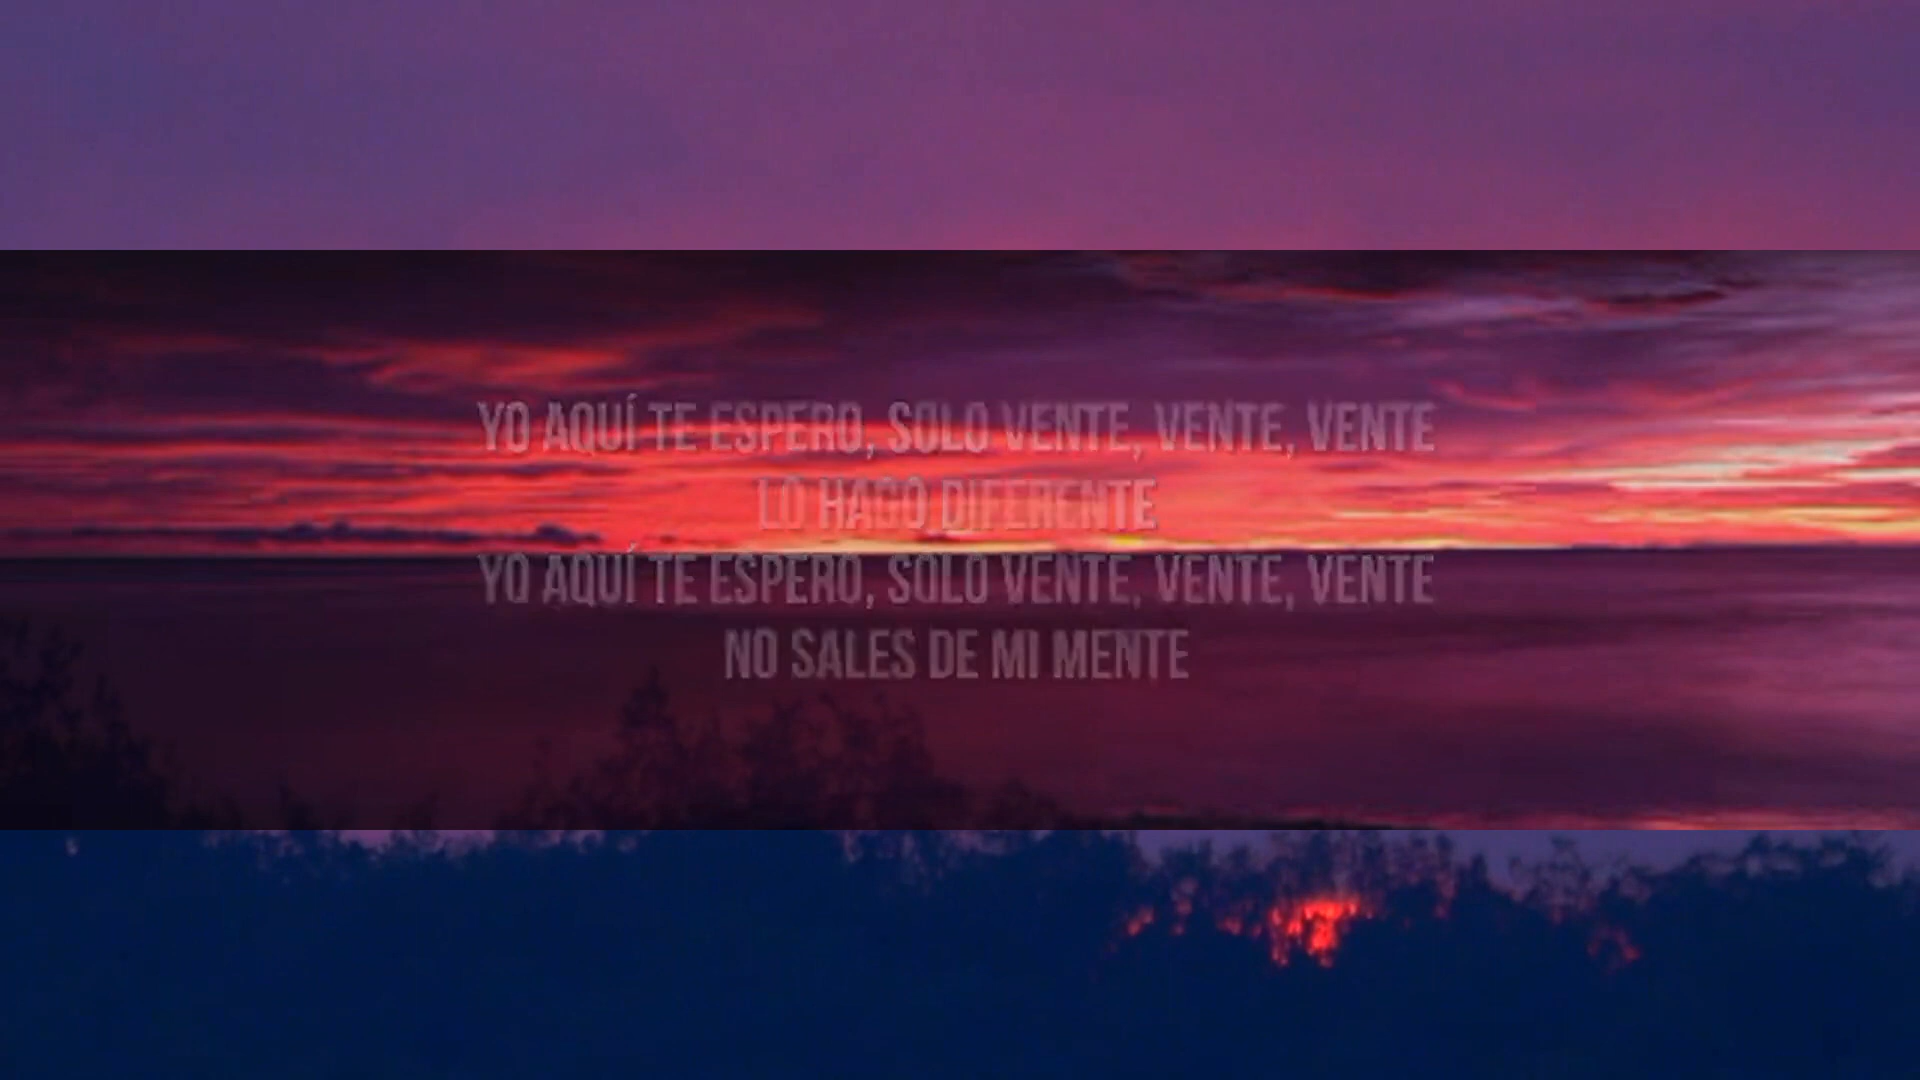 YO AQUÍ TE ESPERO, SOLO VENTE, VENTE, VENTE
LO HAGO DIFERENTE
YO AQUÍ TE ESPERO, SOLO VENTE, VENTE, VENTE
NO SALES DE MI MENTE